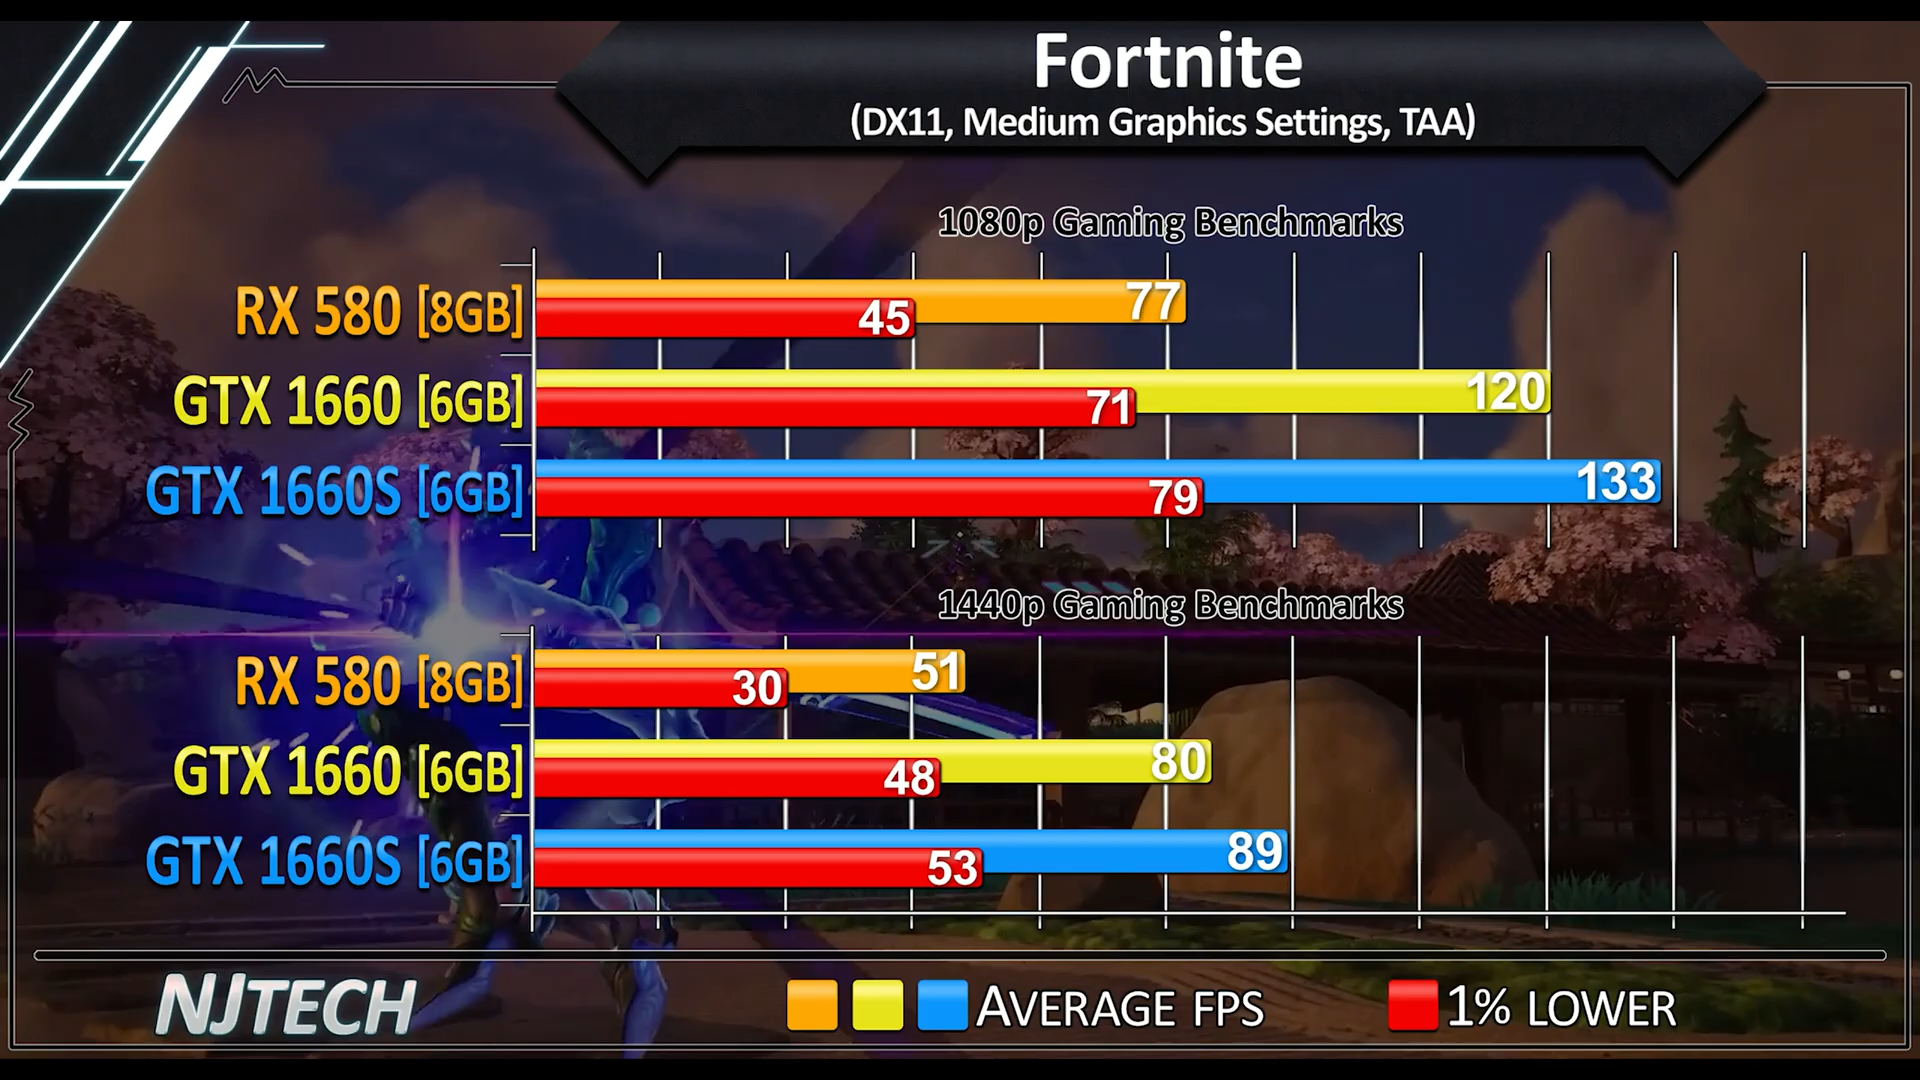 Fortnite
(DX11, Medium Graphics Settings, TAA)
1080p Gaming Benchmarks
RX 580 [8GB]
77
45
GTX 1660 [6GB]
120
71
GTX 1660S [6GB]
133
79
1440p Gaming Benchmarks
RX 580 [8GB]
51
30
GTX 1660 [6GB]
80
48
GTX 1660S [6GB]
89
53
NJTECH
AVERAGE FPS
1% LOWER